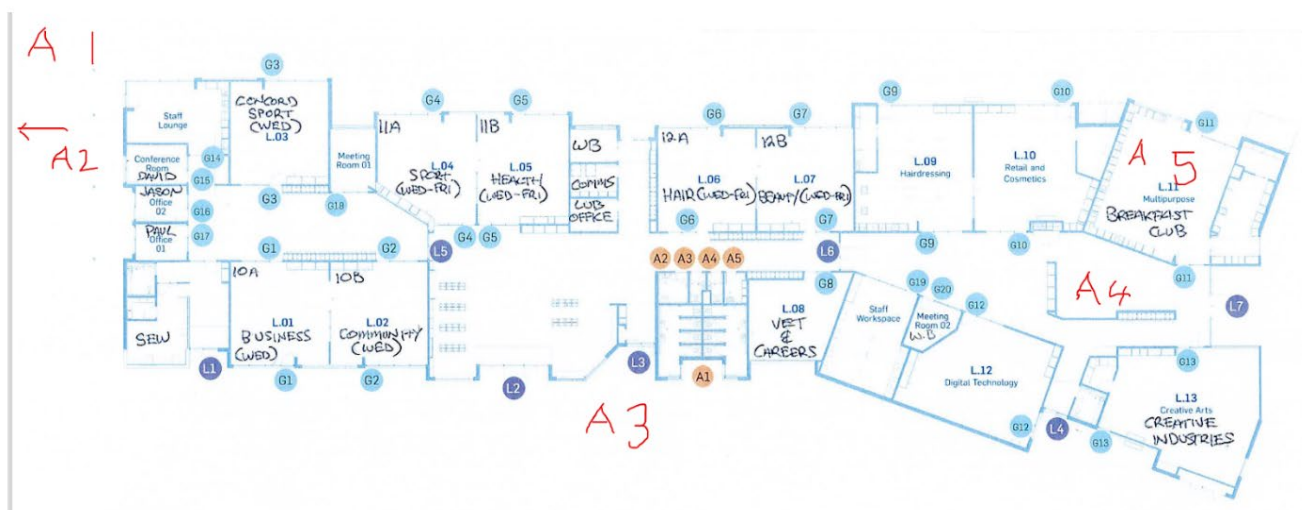 A 1
G3
G4
G5
G6
G7
G9
G10
G11
Staff
Lounge
CONCORD
SPORT
(WED)
L.03
11A
11B
WB
12A
12B
A2
Conference
Room
DAVID
G14
G15
Meeting
Room 01
L.04
SPORT
(WED-FRI)
L.05
HEALTH
(WED-FRI)
COMMS
L.06
HAIR (WED-FRI)
L.07
BEAUTY (WED-FRI)
L.09
Hairdressing
L.10
Retail and
Cosmetics
A 5
L.11
Multipurpose
BREAKFAST
CLUB
JASON
Office
02
G16
G3
G18
OFFICE
PAUL
Office
01
G17
G1
G2
L5
G4
G5
G6
G7
L6
G9
G10
G11
10A
10B
A2
A3
A4
A5
G8
G19
G20
G12
A4
L7
SEW
L.01
BUSINESS
(WED)
L.02
COMMUNITY
(WED)
L.08
VET
&
CAREERS
Staff
Workspace
Meeting
Room 02
W.B
L1
G1
G2
L2
L3
A1
L.12
Digital Technology
G13
L.13
Creative Arts
CREATIVE
INDUSTRIES
A3
G12
L4
G13